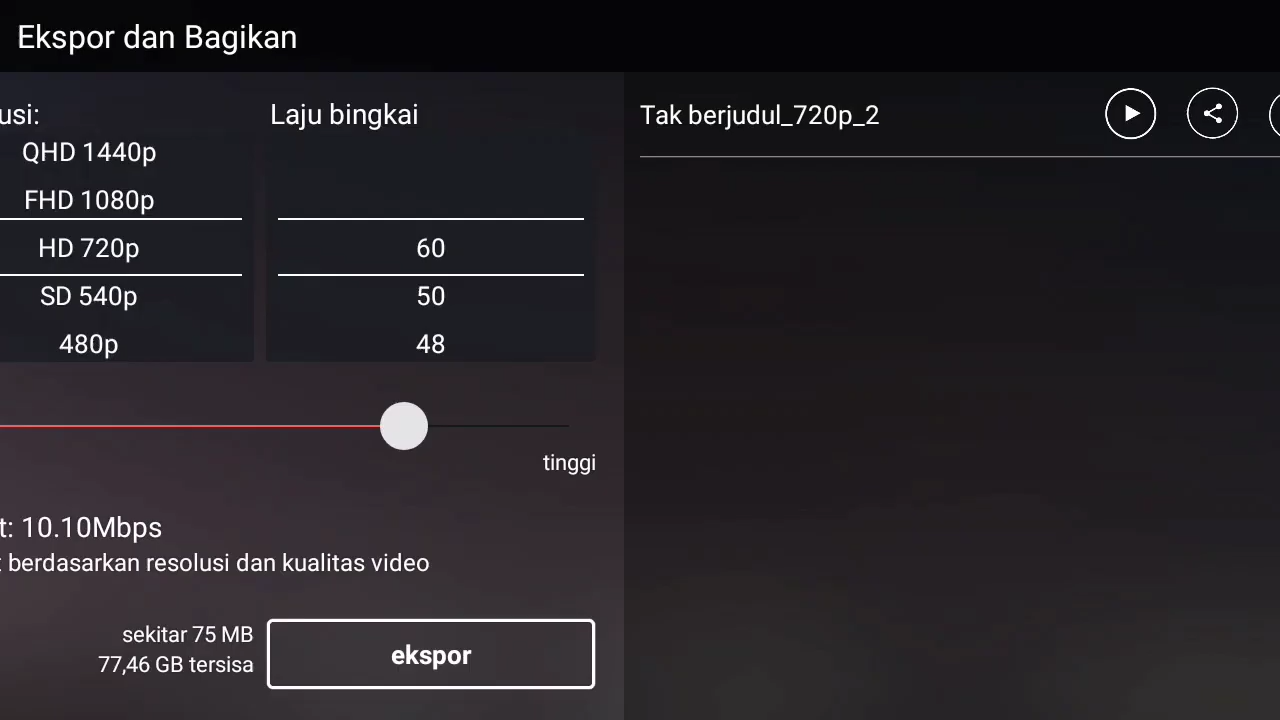 Ekspor dan Bagikan
usi:
QHD 1440p
FHD 1080p
HD 720p
SD 540p
480p
Laju bingkai
60
50
48
tinggi
t: 10.10Mbps
berdasarkan resolusi dan kualitas video
sekitar 75 MB
77,46 GB tersisa
ekspor
Tak berjudul_720p_2